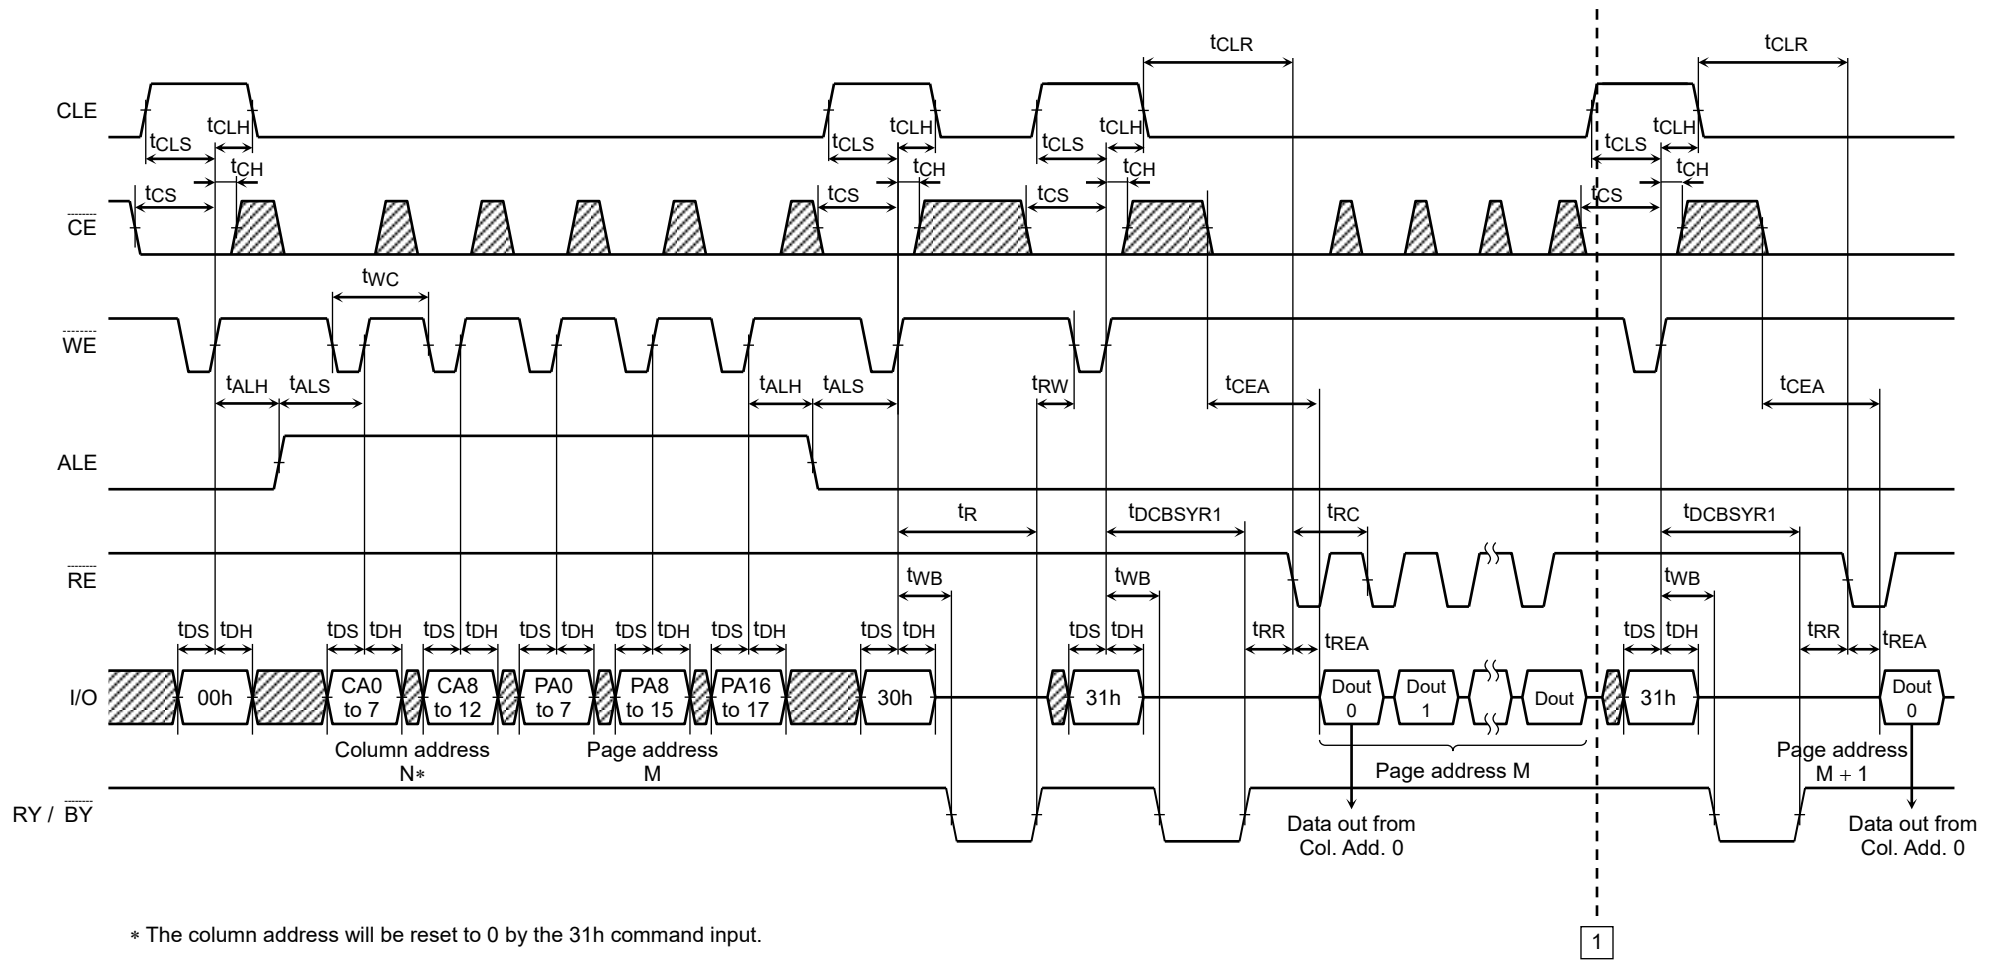 tCLR tCLR
CLE
tCLS tCLH tCLS tCLH tCLS tCLH tCLS tCLH
tCH tCH tCH tCH
tCS tCS tCS tCS
CE
tWC
WE
tALH tALS tALH tALS tRW tCEA tCEA
ALE
tR tDCBSYR1 tRC tDCBSYR1
RE
tWB tWB tWB
tDS tDH tDS tDH tDS tDH tDS tDH tDS tDH tDS tDH tDS tDH tDS tDH tRR tREA tDS tDH tRR tREA
I/O
00h
CA0
to 7
CA8
to 12
PA0
to 7
PA8
to 15
PA16
to 17
30h
31h
Dout
0
Dout
1
Dout
31h
Dout
0
Column address
N*
Page address
M
Page address M
Page address
M + 1
RY / BY
Data out from
Col. Add. 0
Data out from
Col. Add. 0
* The column address will be reset to 0 by the 31h command input.
1